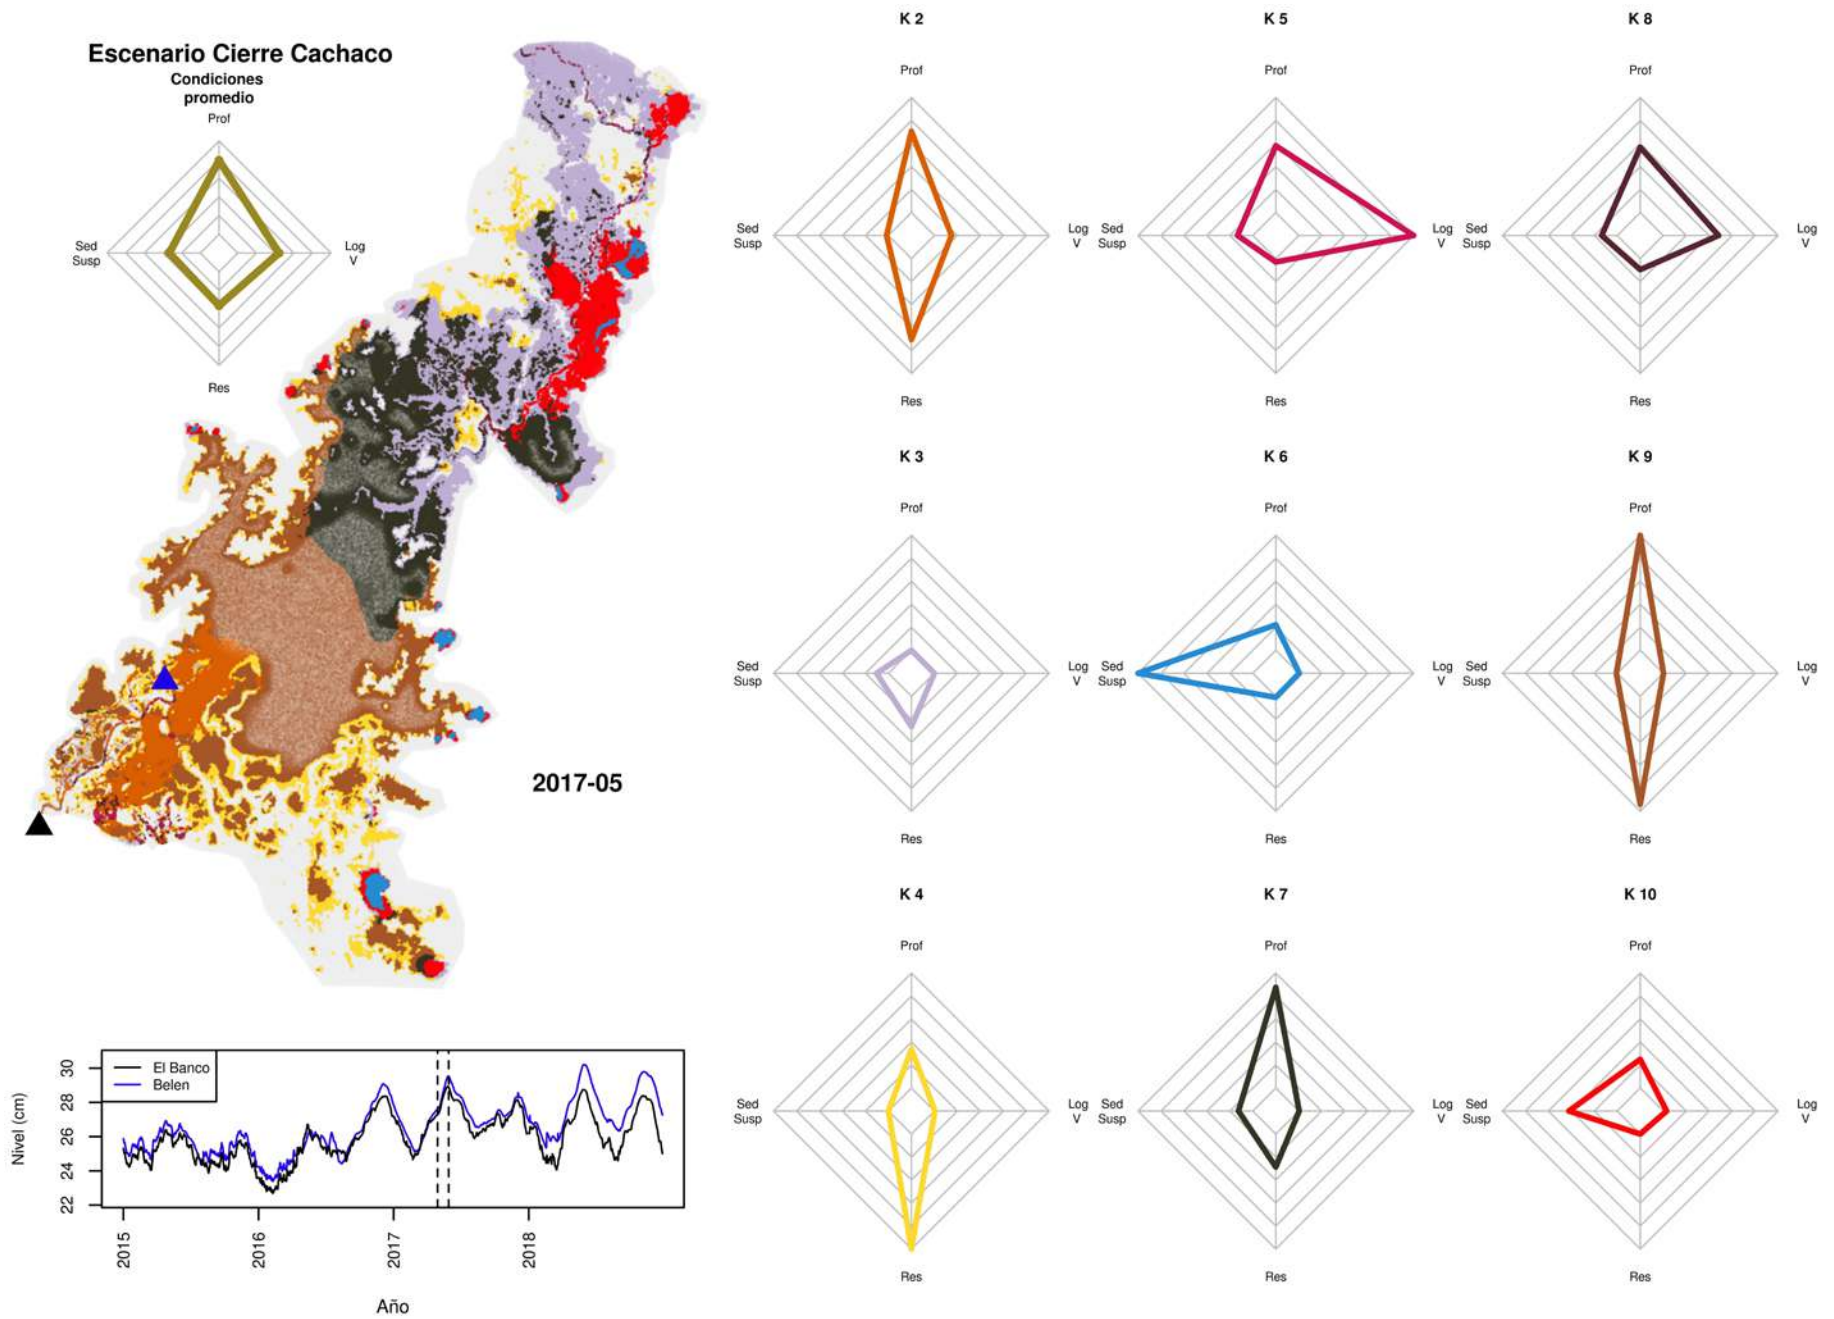 Escenario Cierre Cachaco
Condiciones
promedio
Prof
Sed
Susp
Log
V
Res
2017-05
K 2
Prof
Sed
Susp
Log
V
Res
K 5
Prof
Sed
Susp
Log
V
Res
K 8
Prof
Sed
Susp
Log
V
Res
K 3
Prof
Sed
Susp
Log
V
Res
K 6
Prof
Sed
Susp
Log
V
Res
K 9
Prof
Sed
Susp
Log
V
Res
K 4
Prof
Sed
Susp
Log
V
Res
K 7
Prof
Sed
Susp
Log
V
Res
K 10
Prof
Sed
Susp
Log
V
Res
El Banco
Belen
Nivel (cm)
30
28
26
24
22
2015
2016
2017
2018
Año